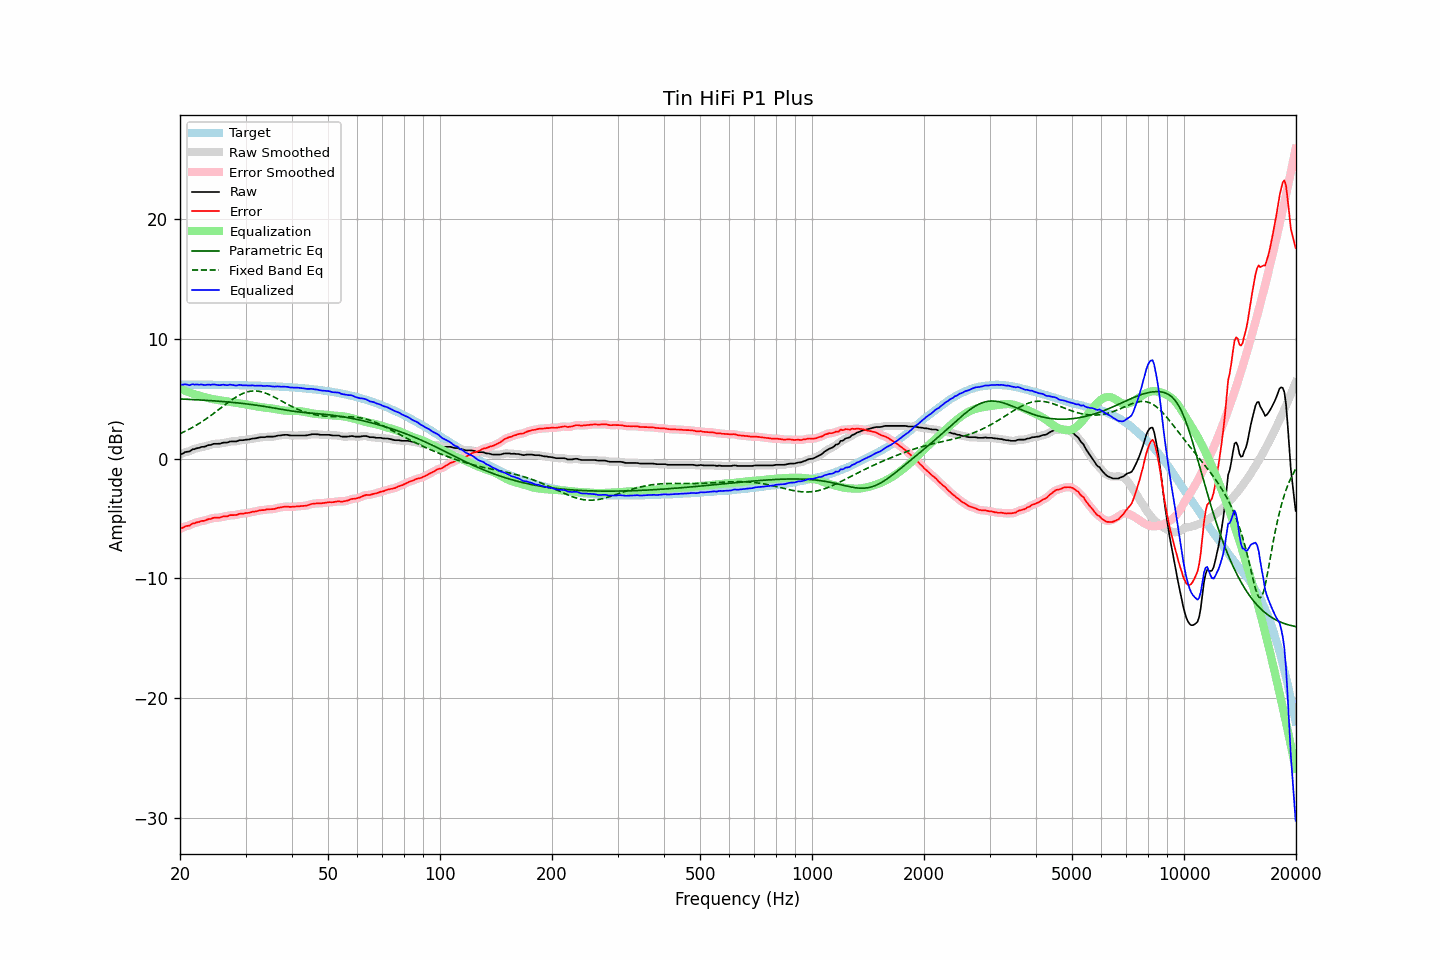 Tin HiFi P1 Plus
Target
Raw Smoothed
Error Smoothed
Raw
Error
Equalization
Parametric Eq
Fixed Band Eq
Equalized
Amplitude (dBr)
20
10
0
−10
−20
−30
20
50
100
200
500
1000
2000
5000
10000
20000
Frequency (Hz)